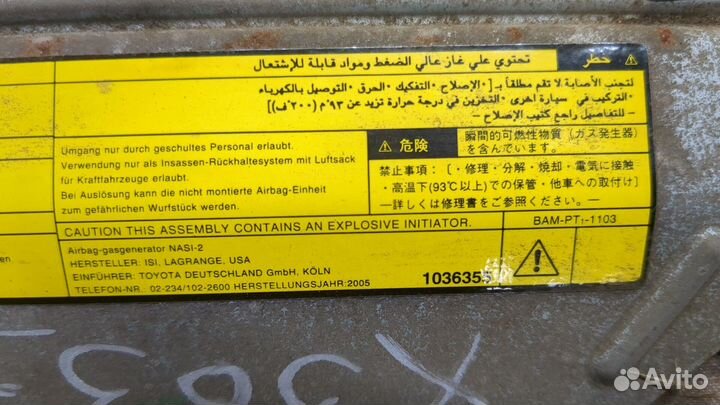 خطر
تحتوي علي غاز عالي الضغط ومواد قابلة للإشتعال
لتجنب الأصابة لا تقم مطلقاً بـ [•الإصلاح •التفكيك •الحرق •التوصيل بالكهرباء
•التركيب في سيارة اخرى •التخزين في درجة حرارة تزيد عن ٩٣°م (٢٠٠°ف)]
- للتفاصيل راجع كتيب الإصلاح -
Umgang nur durch geschultes Personal erlaubt.
Verwendung nur als Insassen-Rückhaltesystem mit Luftsack
für Kraftfahrzeuge erlaubt.
Bei Auslösung kann die nicht montierte Airbag-Einheit
zum gefährlichen Wurfstück werden.
危険
瞬間的可燃性物質(ガス発生器)
を含んでいます。
禁止事項:[・修理・分解・焼却・電気に接触
・高温下(93℃以上)での保管・他車への取付け]
ー詳しくは修理書をご参照ください。ー
CAUTION THIS ASSEMBLY CONTAINS AN EXPLOSIVE INITIATOR.
BAM-PT₁-1103
Airbag-gasgenerator NASI-2
HERSTELLER: ISI, LAGRANGE, USA
EINFÜHRER: TOYOTA DEUTSCHLAND GmbH, KÖLN
TELEFON-NR.: 02-234/102-2600 HERSTELLUNGSJAHR:2005
1036355
X303
Avito